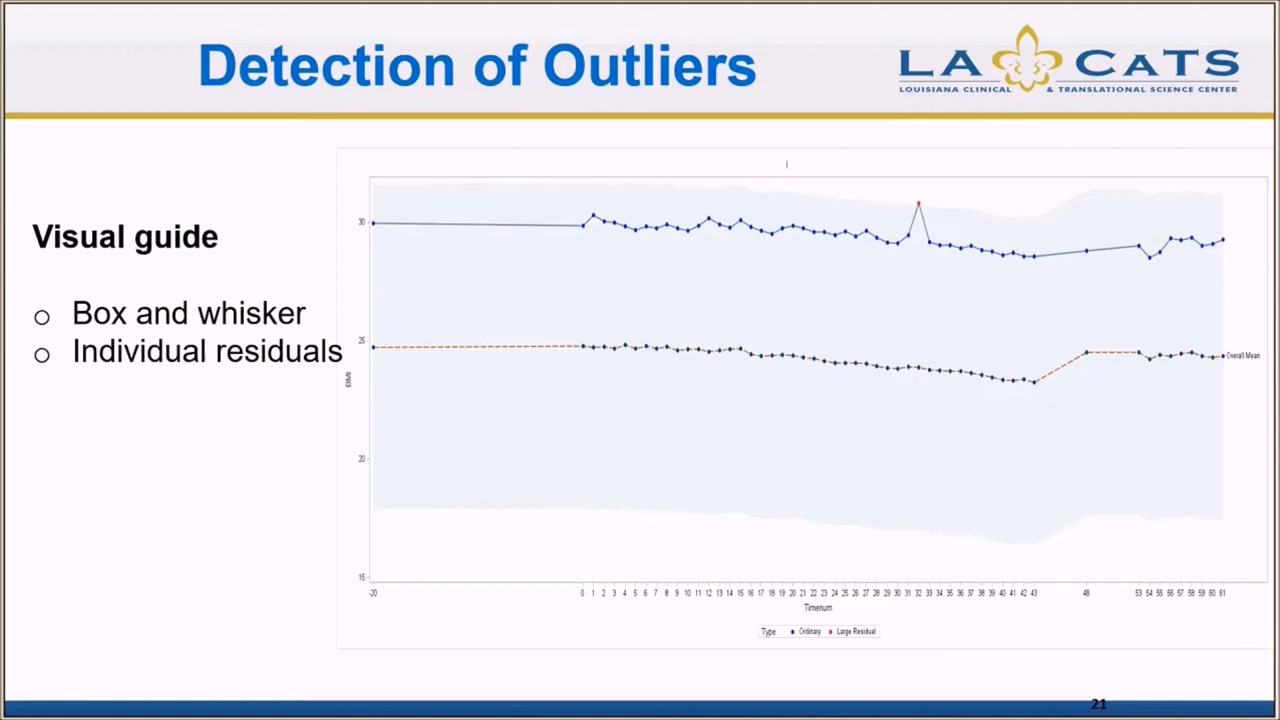 Detection of Outliers
LA CATS
LOUISIANA CLINICAL & TRANSLATIONAL SCIENCE CENTER
Visual guide
o Box and whisker
o Individual residuals
30
25
20
15
Overall Mean
-20 0 1 2 3 4 5 6 7 8 9 10 11 12 13 14 15 16 17 18 19 20 21 22 23 24 25 26 27 28 29 30 31 32 33 34 35 36 37 38 39 40 41 42 43 48 53 54 55 56 57 58 59 60 61
Timenum
Type Ordinary Large Residual
21